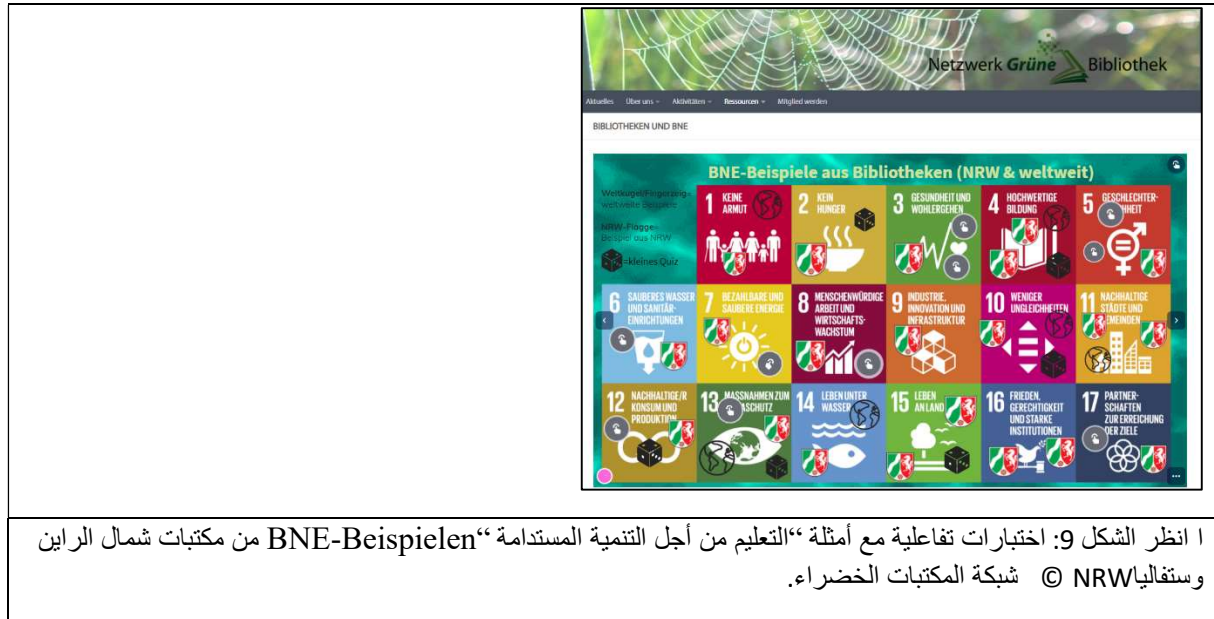 Netzwerk Grüne Bibliothek
Aktuelles Über uns Aktivitäten Ressourcen Mitglied werden
BIBLIOTHEKEN UND BNE
BNE-Beispiele aus Bibliotheken (NRW & weltweit)
Weltkugel/Fingerzeig=
weltweite Beispiele
NRW-Flagge=
Beispiel aus NRW
=kleines Quiz
1 KEINE
ARMUT
2 KEIN
HUNGER
3 GESUNDHEIT UND
WOHLERGEHEN
4 HOCHWERTIGE
BILDUNG
5 GESCHLECHTER-
HEIT
6 SAUBERES WASSER
UND SANITÄR-
EINRICHTUNGEN
7 BEZAHLBARE UND
SAUBERE ENERGIE
8 MENSCHENWÜRDIGE
ARBEIT UND
WIRTSCHAFTS-
WACHSTUM
9 INDUSTRIE,
INNOVATION UND
INFRASTRUKTUR
10 WENIGER
UNGLEICHHEITEN
11 NACHHALTIGE
STÄDTE UND
EMEINDEN
12 NACHHALTIGE/R
KONSUM UND
PRODUKTION
13 MASSNAHMEN ZUM
ASCHUTZ
14 LEBEN UNTER
WASSER
15 LEBEN
AN LAND
16 FRIEDEN,
GERECHTIGKEIT
UND STARKE
INSTITUTIONEN
17 PARTNER-
SCHAFTEN
ZUR ERREICHUNG
DER ZIELE
ا انظر الشكل 9: اختبارات تفاعلية مع أمثلة “التعليم من أجل التنمية المستدامة “BNE-Beispielen من مكتبات شمال الراين
وستفالياNRW © شبكة المكتبات الخضراء.